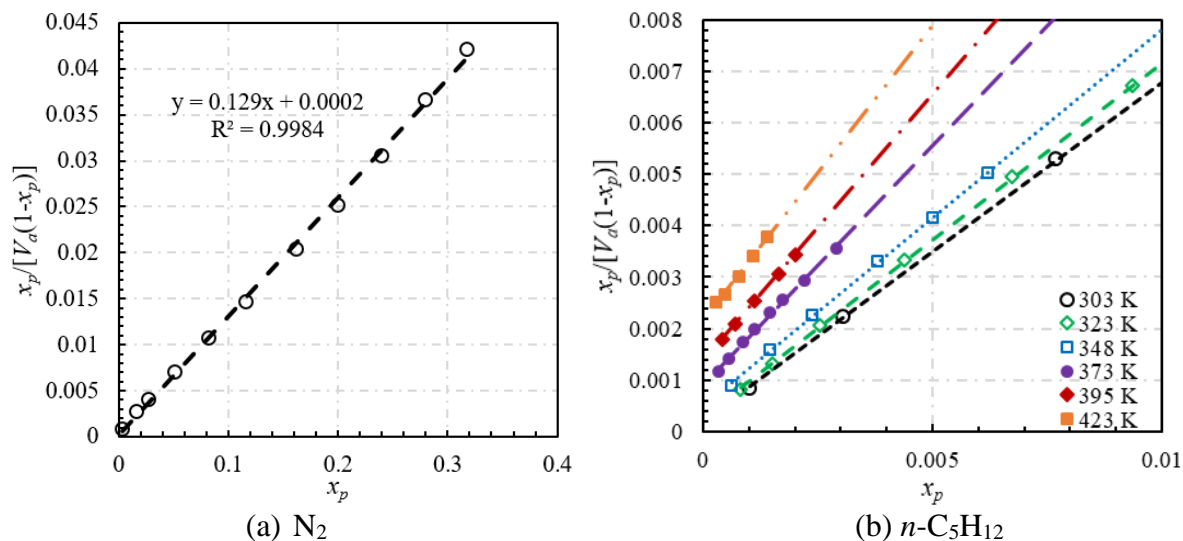 0.045
0.04
0.035
0.03
0.025
0.02
0.015
0.01
0.005
0
x_p/[V_a(1-x_p)]
y = 0.129x + 0.0002
R² = 0.9984
0 0.1 0.2 0.3 0.4
x_p
(a) N₂
0.008
0.007
0.006
0.005
0.004
0.003
0.002
0.001
0
x_p/[V_a(1-x_p)]
303 K
323 K
348 K
373 K
395 K
423 K
0 0.005 0.01
x_p
(b) n-C₅H₁₂